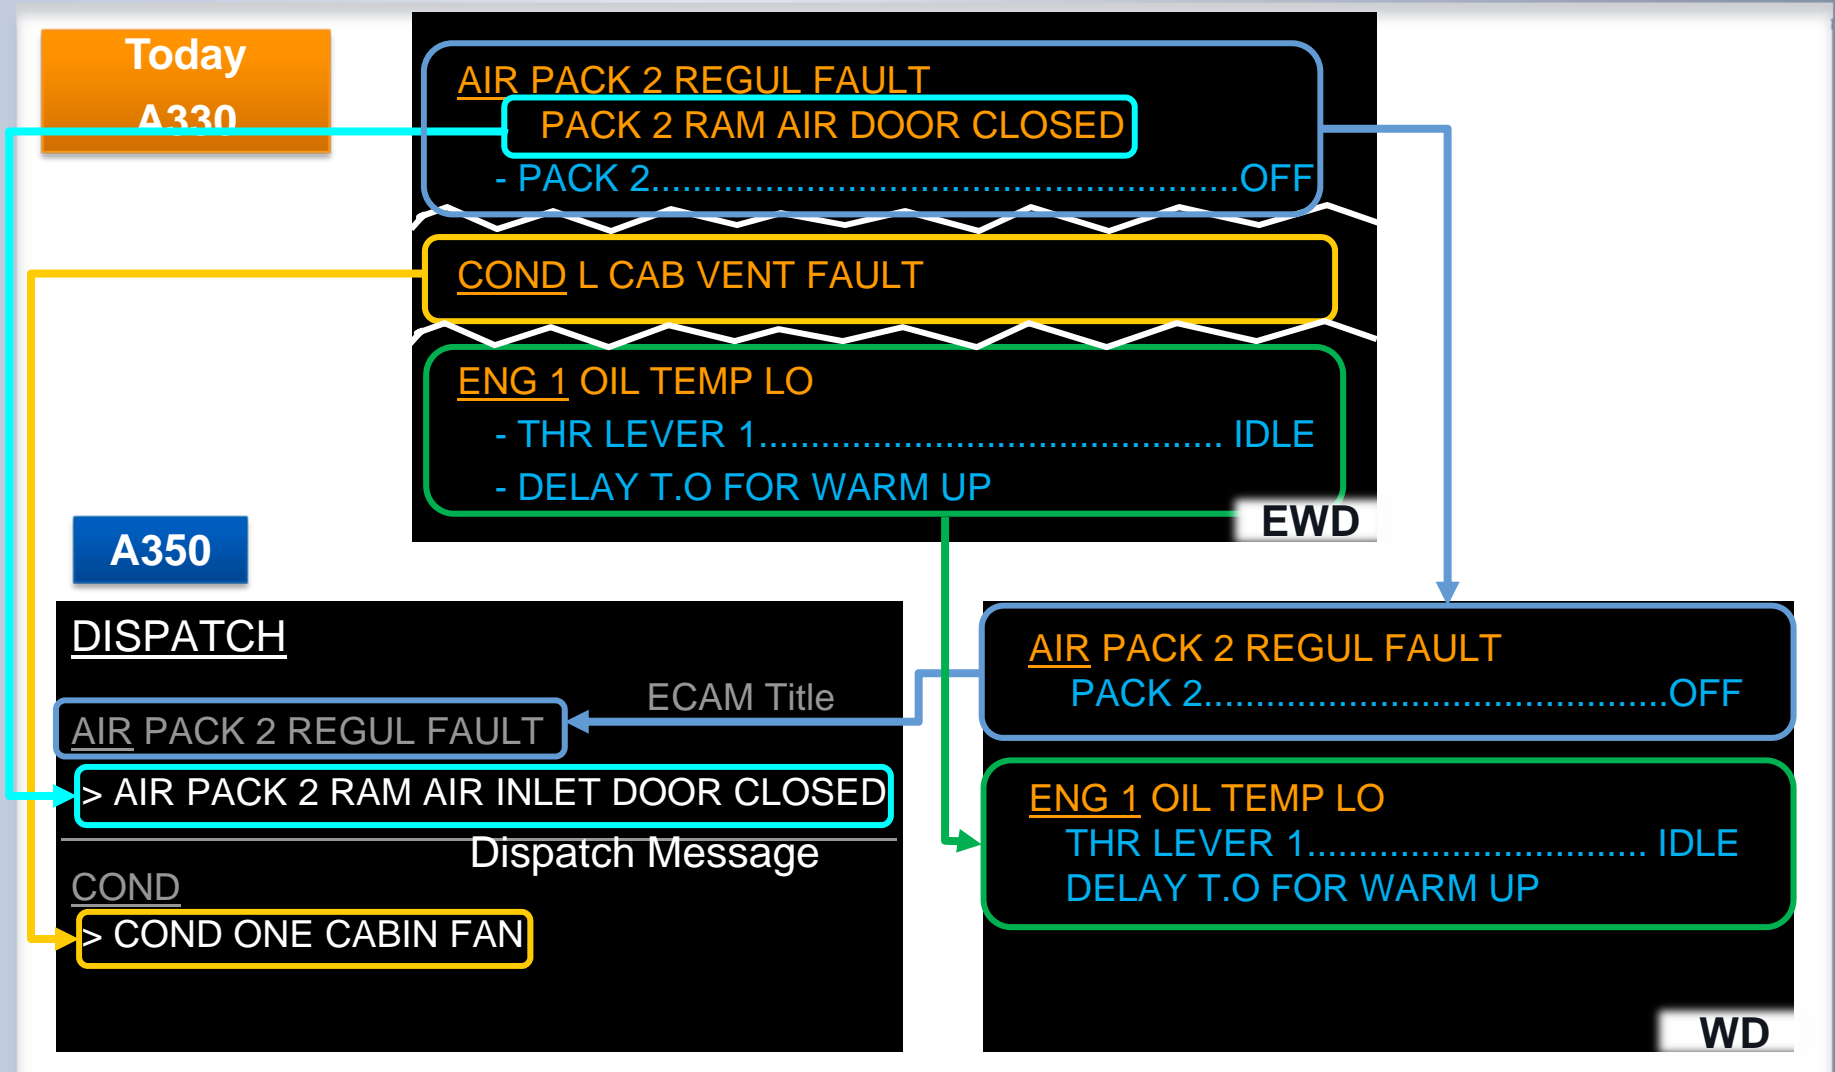 Today
A330
AIR PACK 2 REGUL FAULT
PACK 2 RAM AIR DOOR CLOSED
- PACK 2.........................................................OFF
COND L CAB VENT FAULT
ENG 1 OIL TEMP LO
- THR LEVER 1............................................. IDLE
- DELAY T.O FOR WARM UP
EWD
A350
DISPATCH
ECAM Title
AIR PACK 2 REGUL FAULT
> AIR PACK 2 RAM AIR INLET DOOR CLOSED
Dispatch Message
COND
> COND ONE CABIN FAN
AIR PACK 2 REGUL FAULT
PACK 2.............................................OFF
ENG 1 OIL TEMP LO
THR LEVER 1................................. IDLE
DELAY T.O FOR WARM UP
WD